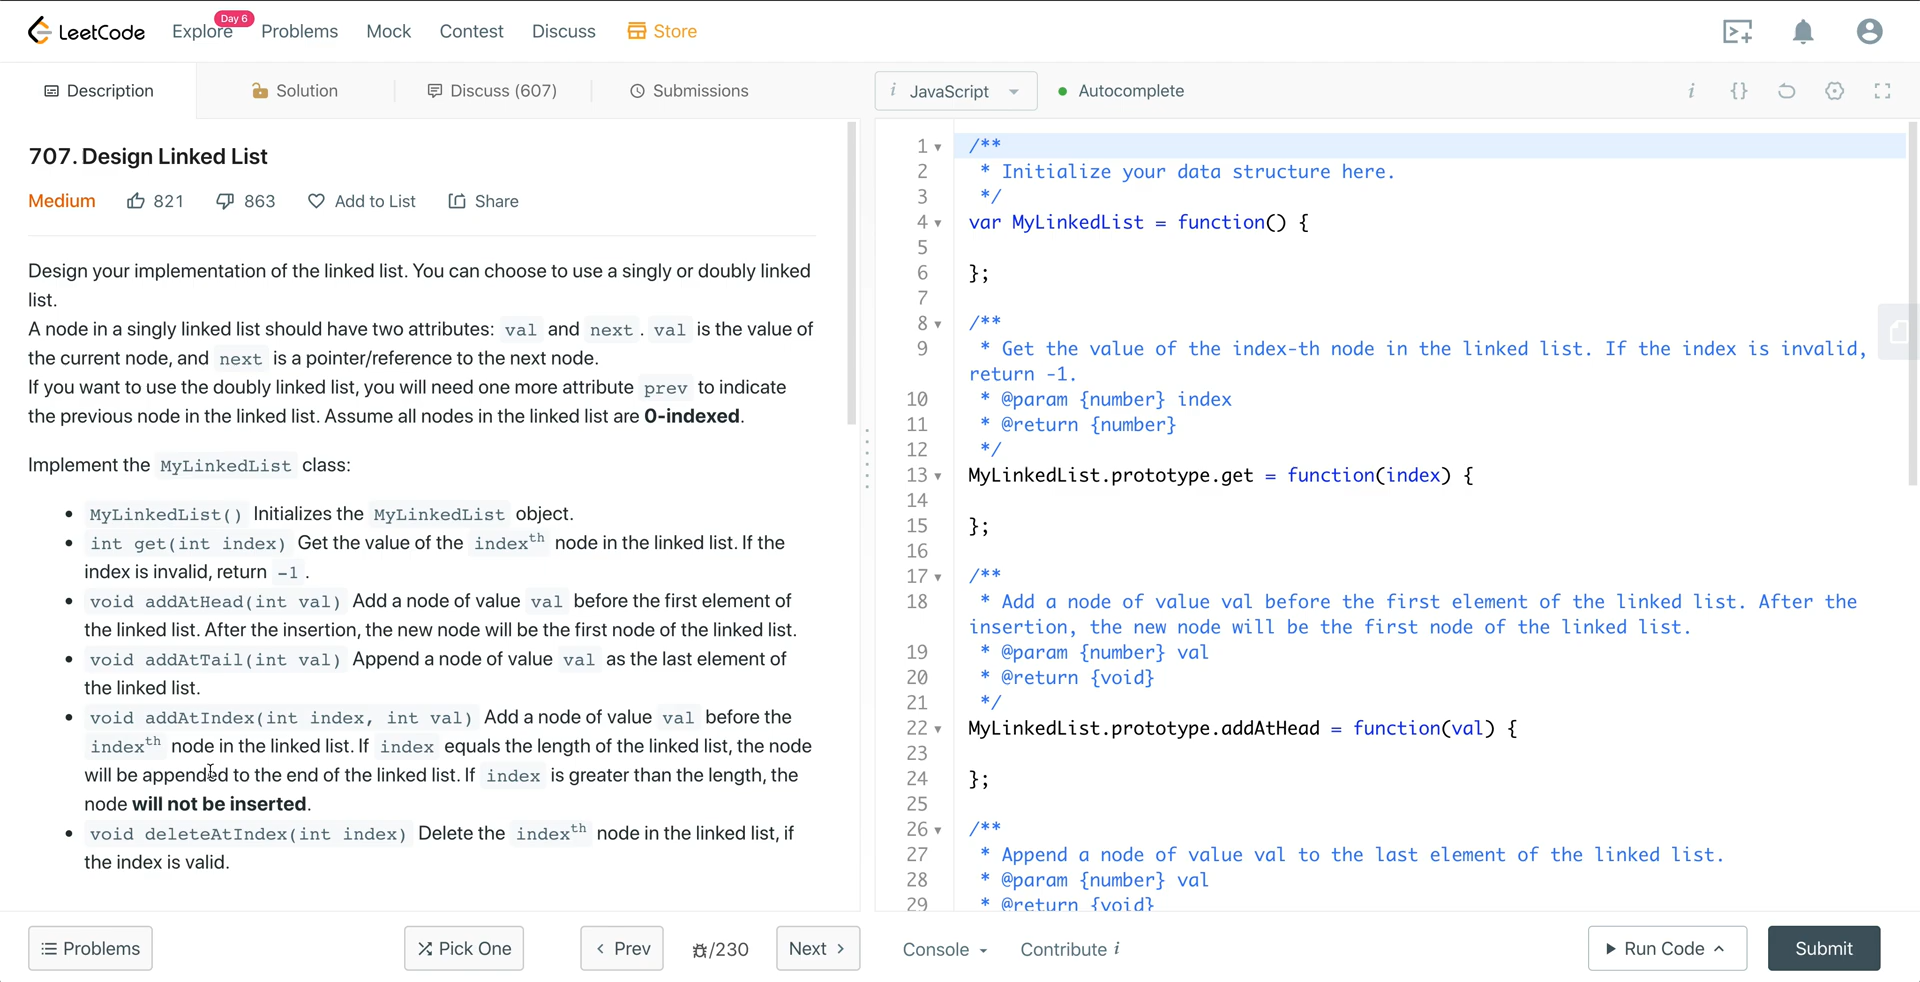 LeetCode Explore Day 6 Problems Mock Contest Discuss Store
Description Solution Discuss (607) Submissions
i JavaScript Autocomplete i {}
707. Design Linked List
Medium 821 863 Add to List Share
Design your implementation of the linked list. You can choose to use a singly or doubly linked
list.
A node in a singly linked list should have two attributes: val and next. val is the value of
the current node, and next is a pointer/reference to the next node.
If you want to use the doubly linked list, you will need one more attribute prev to indicate
the previous node in the linked list. Assume all nodes in the linked list are 0-indexed.
Implement the MyLinkedList class:
• MyLinkedList() Initializes the MyLinkedList object.
• int get(int index) Get the value of the indexth node in the linked list. If the
index is invalid, return -1.
• void addAtHead(int val) Add a node of value val before the first element of
the linked list. After the insertion, the new node will be the first node of the linked list.
• void addAtTail(int val) Append a node of value val as the last element of
the linked list.
• void addAtIndex(int index, int val) Add a node of value val before the
indexth node in the linked list. If index equals the length of the linked list, the node
will be appended to the end of the linked list. If index is greater than the length, the
node will not be inserted.
• void deleteAtIndex(int index) Delete the indexth node in the linked list, if
the index is valid.
1 /**
2 * Initialize your data structure here.
3 */
4 var MyLinkedList = function() {
5
6 };
7
8 /**
9 * Get the value of the index-th node in the linked list. If the index is invalid,
return -1.
10 * @param {number} index
11 * @return {number}
12 */
13 MyLinkedList.prototype.get = function(index) {
14
15 };
16
17 /**
18 * Add a node of value val before the first element of the linked list. After the
insertion, the new node will be the first node of the linked list.
19 * @param {number} val
20 * @return {void}
21 */
22 MyLinkedList.prototype.addAtHead = function(val) {
23
24 };
25
26 /**
27 * Append a node of value val to the last element of the linked list.
28 * @param {number} val
29 * @return {void}
Problems Pick One Prev /230 Next Console Contribute i Run Code Submit